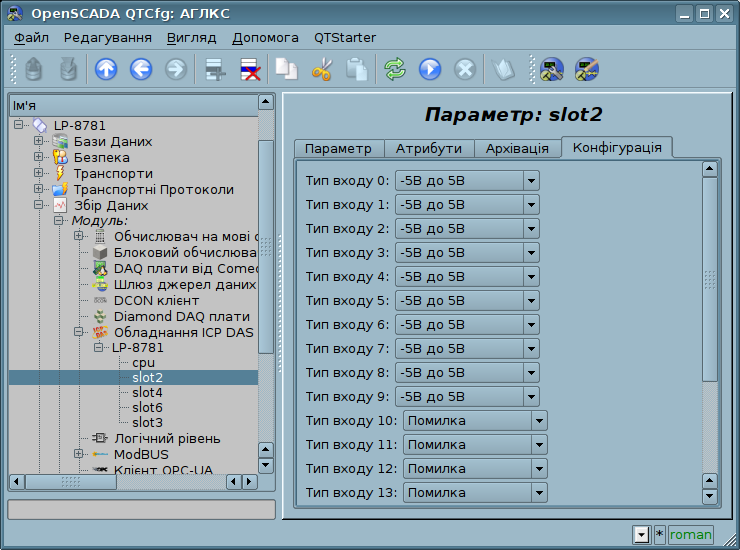 OpenSCADA QTCfg: АГЛКС
Файл Редагування Вигляд Допомога QTStarter
Ім'я
LP-8781
Бази Даних
Безпека
Транспорти
Транспортні Протоколи
Збір Даних
Модуль:
Обчислювач на мові
Блоковий обчислюва
DAQ плати від Come
Шлюз джерел даних
DCON клієнт
Diamond DAQ плати
Обладнання ICP DAS
LP-8781
cpu
slot2
slot4
slot6
slot3
Логічний рівень
ModBUS
Клієнт OPC-UA
Параметр: slot2
Параметр Атрибути Архівація Конфігурація
Тип входу 0: -5В до 5В
Тип входу 1: -5В до 5В
Тип входу 2: -5В до 5В
Тип входу 3: -5В до 5В
Тип входу 4: -5В до 5В
Тип входу 5: -5В до 5В
Тип входу 6: -5В до 5В
Тип входу 7: -5В до 5В
Тип входу 8: -5В до 5В
Тип входу 9: -5В до 5В
Тип входу 10: Помилка
Тип входу 11: Помилка
Тип входу 12: Помилка
Тип входу 13: Помилка
* roman